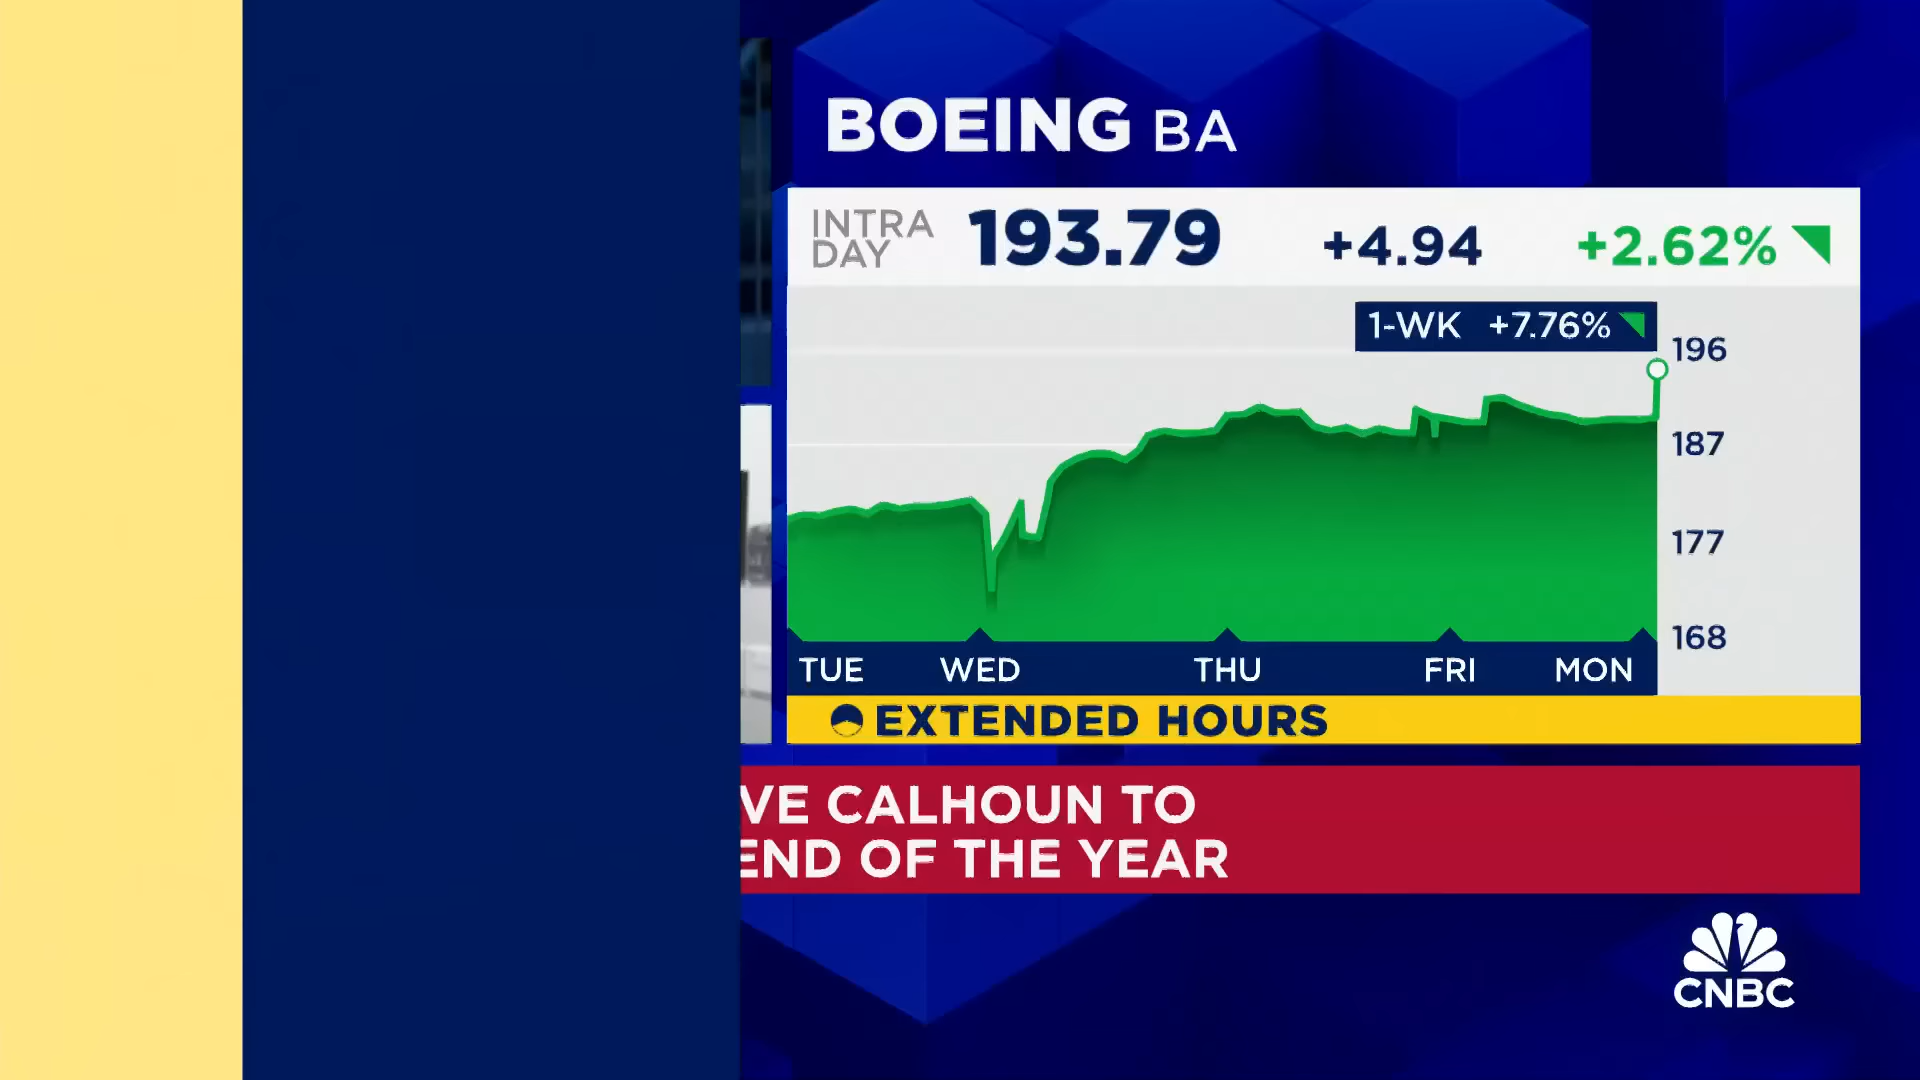 BOEING BA
INTRA DAY 193.79 +4.94 +2.62%
1-WK +7.76%
196
187
177
168
TUE WED THU FRI MON
EXTENDED HOURS
VE CALHOUN TO
END OF THE YEAR
CNBC